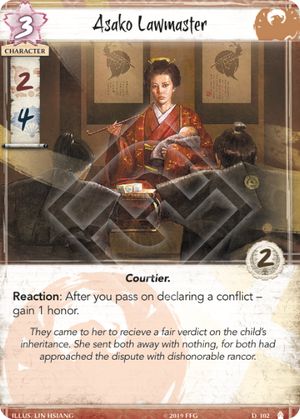 Asako Lawmaster
3
CHARACTER
2
4
2
Courtier.
Reaction: After you pass on declaring a conflict –
gain 1 honor.
They came to her to recieve a fair verdict on the child's
inheritance. She sent both away with nothing, for both had
approached the dispute with dishonorable rancor.
ILLUS. LIN HSIANG
©2019 FFG
D 102